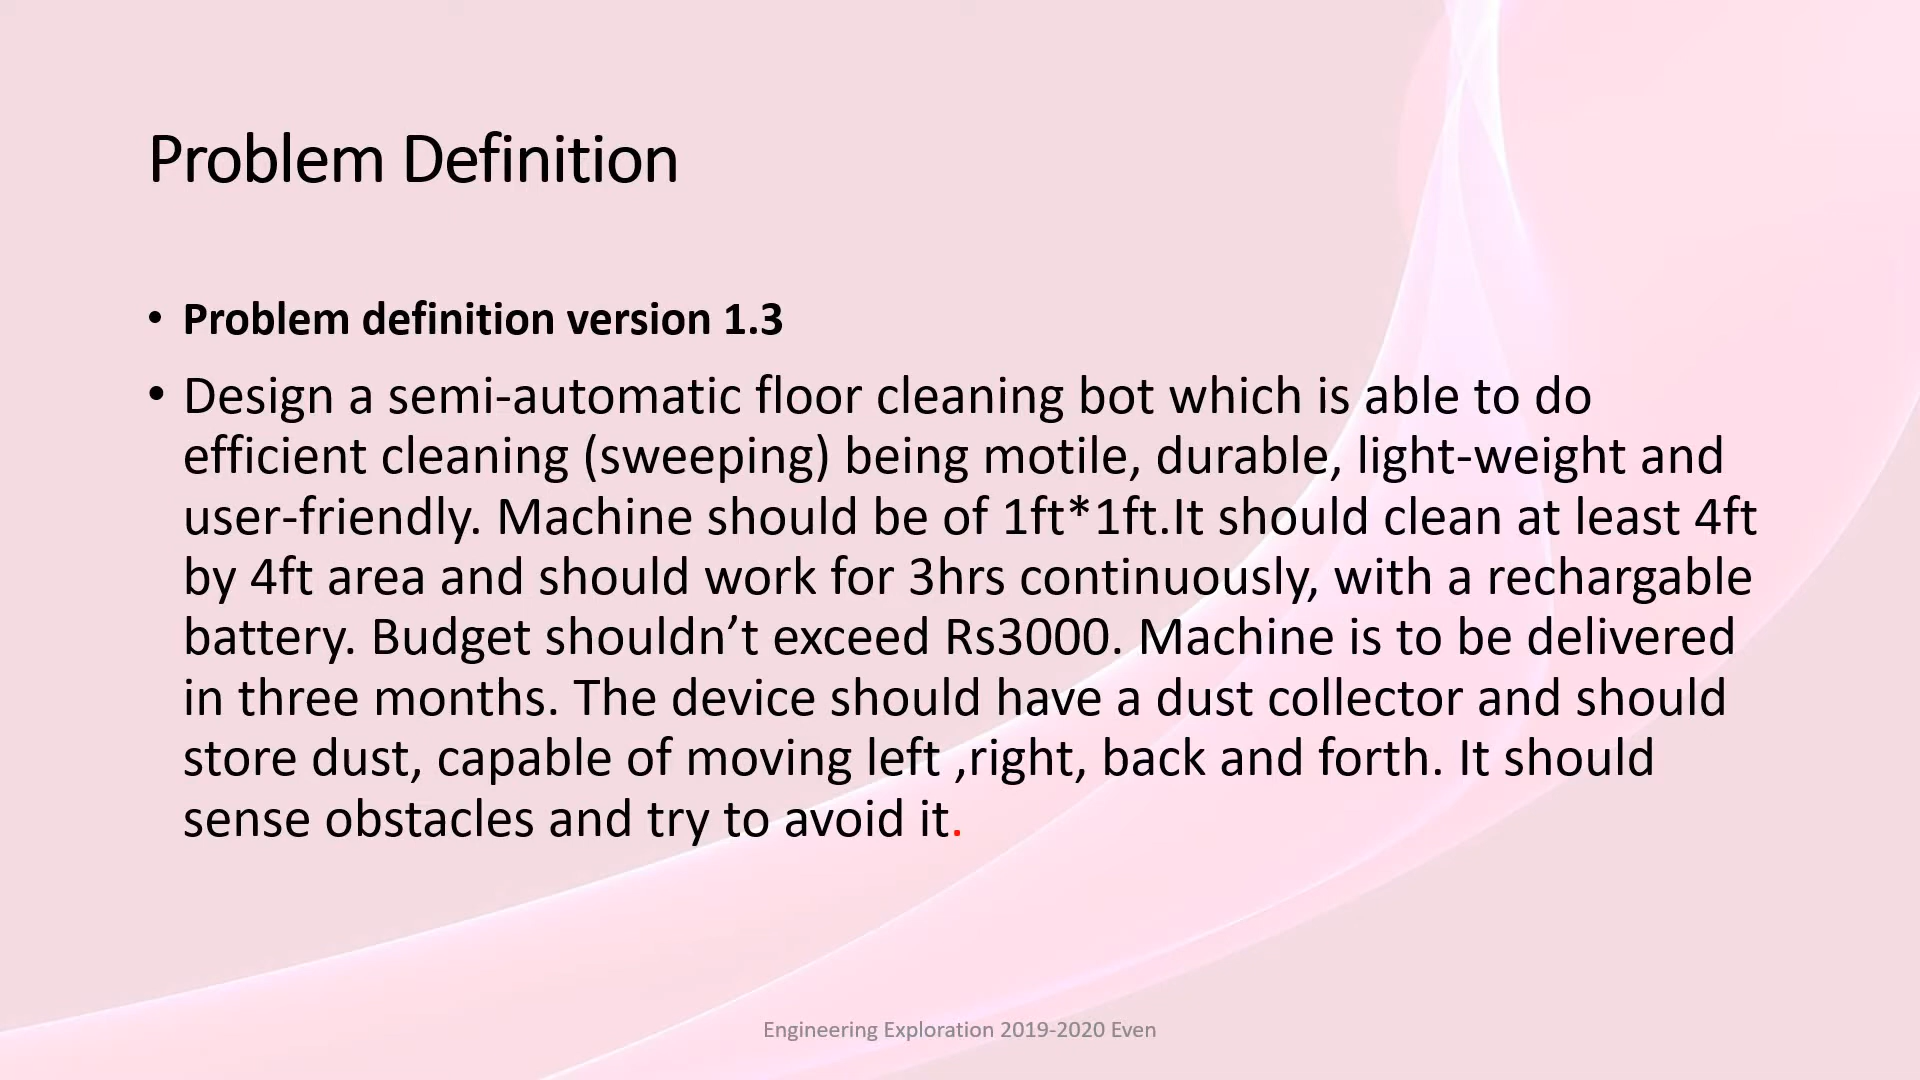 Problem Definition
• Problem definition version 1.3
• Design a semi-automatic floor cleaning bot which is able to do
efficient cleaning (sweeping) being motile, durable, light-weight and
user-friendly. Machine should be of 1ft*1ft.It should clean at least 4ft
by 4ft area and should work for 3hrs continuously, with a rechargable
battery. Budget shouldn’t exceed Rs3000. Machine is to be delivered
in three months. The device should have a dust collector and should
store dust, capable of moving left ,right, back and forth. It should
sense obstacles and try to avoid it.
Engineering Exploration 2019-2020 Even